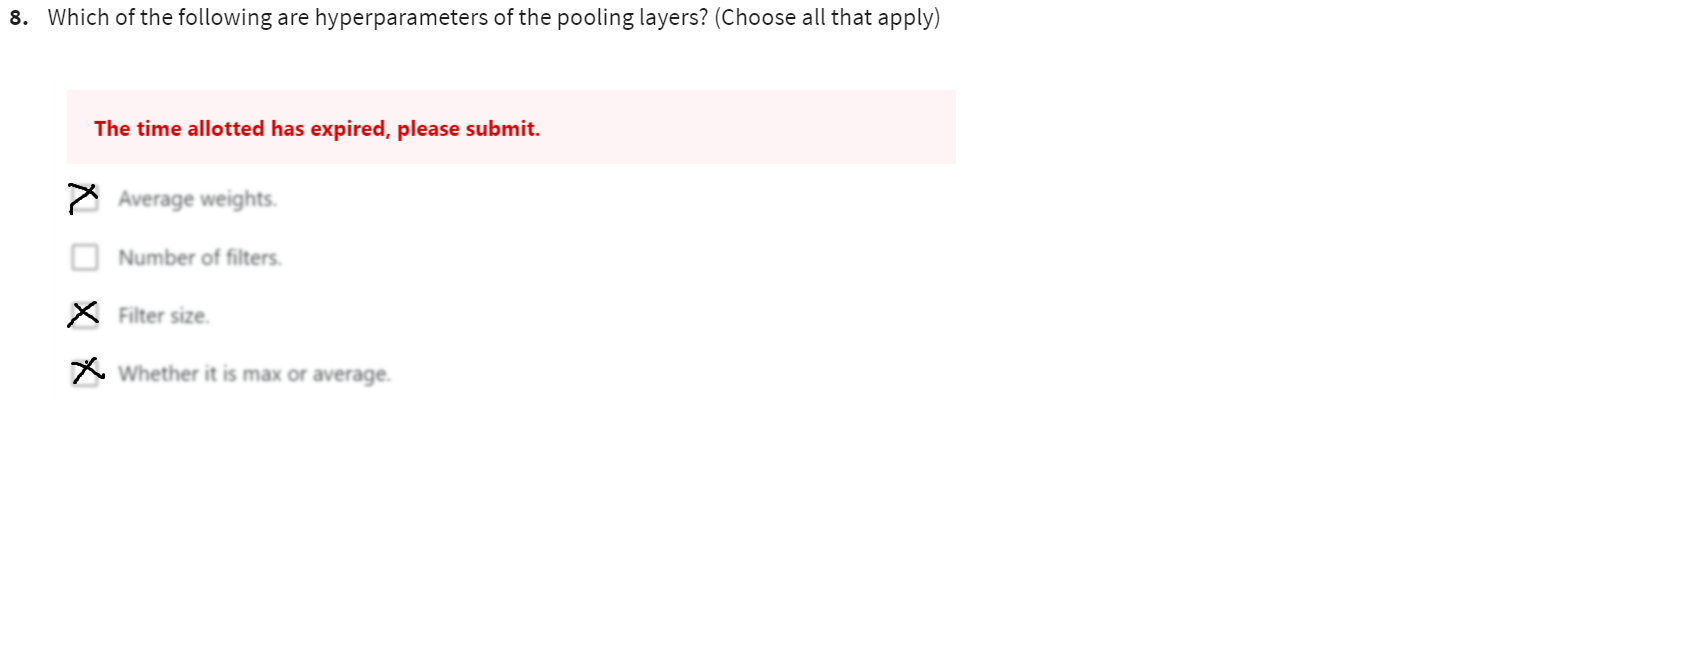 8. Which of the following are hyperparameters of the pooling layers? (Choose all that apply)
The time allotted has expired, please submit.
Average weights.
Number of filters.
Filter size.
Whether it is max or average.